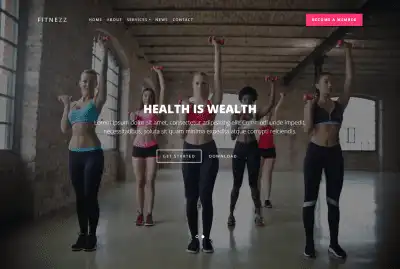 FITNEZZ
HOME ABOUT SERVICES NEWS CONTACT
BECOME A MEMBER
HEALTH IS WEALTH
Lorem ipsum dolor sit amet, consectetur adipisicing elit. Commodi unde impedit,
necessitatibus, soluta sit quam minima expedita atque corrupti reiciendis.
GET STARTED DOWNLOAD